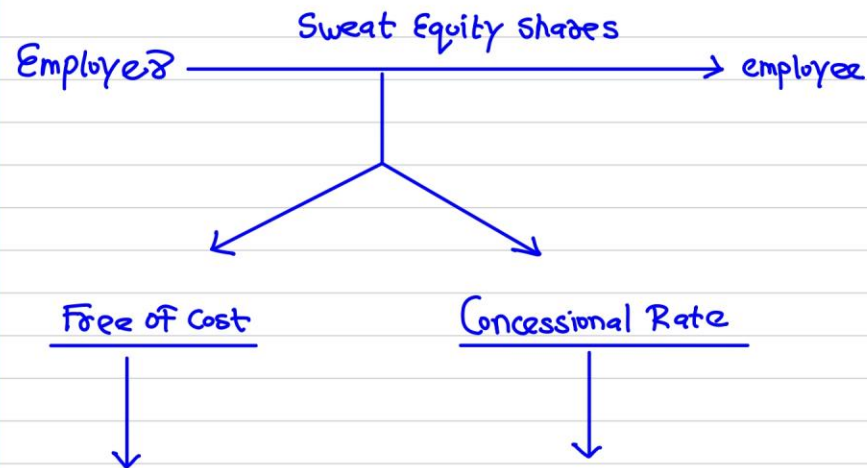 Sweat Equity Shares
Employer employee
Free of Cost
Concessional Rate